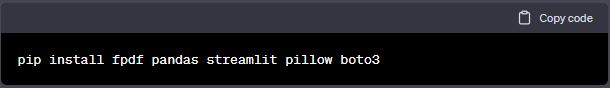 Copy code
pip install fpdf pandas streamlit pillow boto3